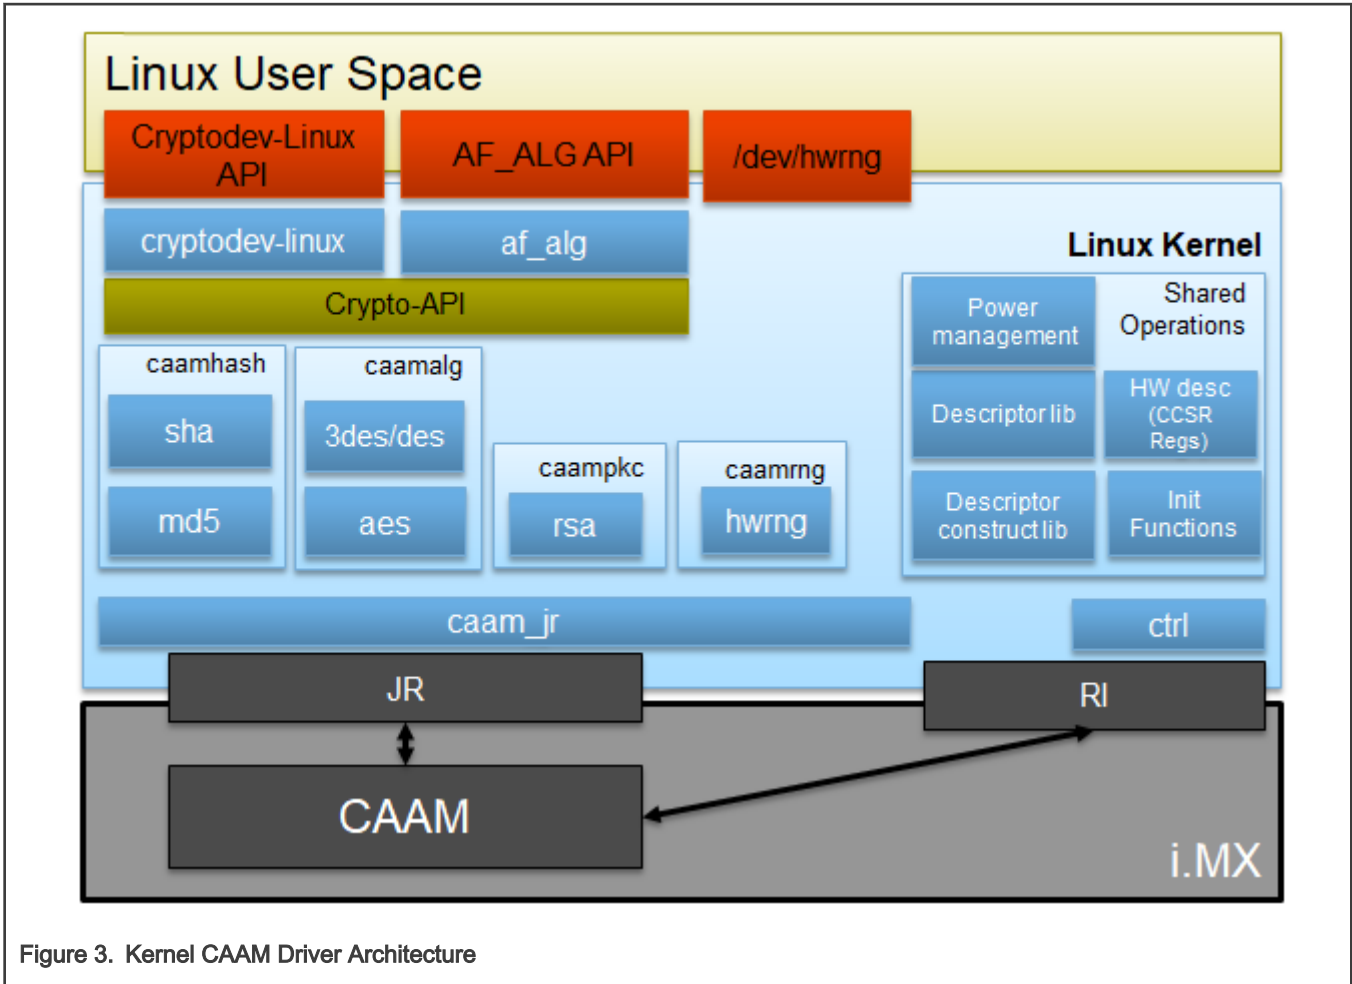 Linux User Space
Cryptodev-Linux
API
AF_ALG API
/dev/hwrng
cryptodev-linux
af_alg
Linux Kernel
Crypto-API
Power
management
Shared
Operations
caamhash
caamalg
sha
3des/des
Descriptor lib
HW desc
(CCSR
Regs)
caampkc
caamrng
md5
aes
rsa
hwrng
Descriptor
construct lib
Init
Functions
caam_jr
ctrl
JR
RI
CAAM
i.MX
Figure 3. Kernel CAAM Driver Architecture